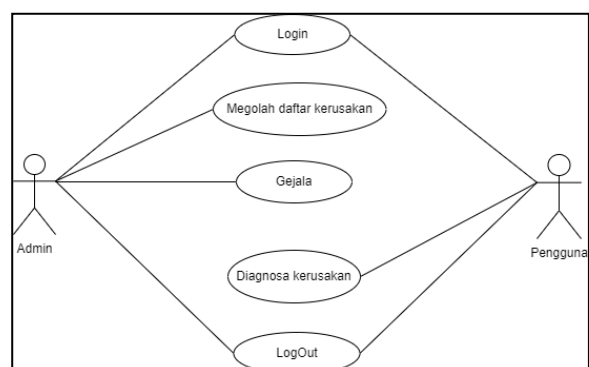 Login
Megolah daftar kerusakan
Gejala
Admin
Pengguna
Diagnosa kerusakan
LogOut